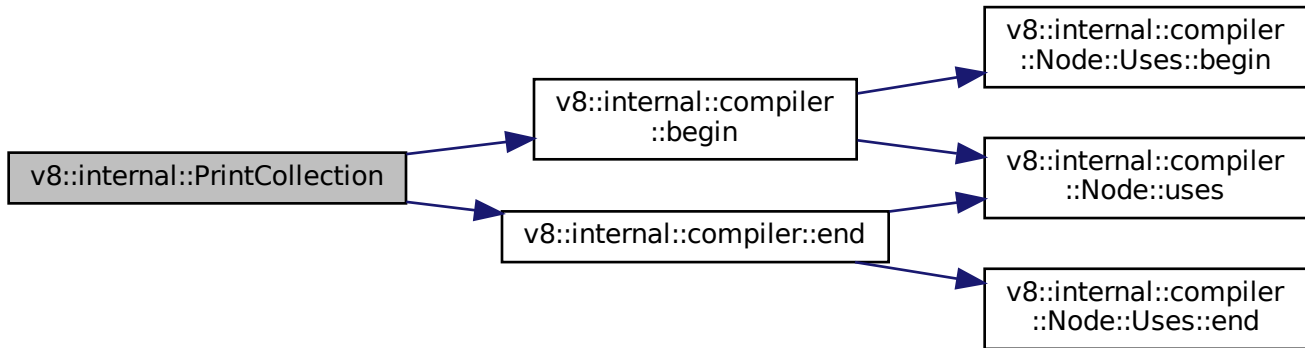 v8::internal::PrintCollection
v8::internal::compiler
::begin
v8::internal::compiler::end
v8::internal::compiler
::Node::Uses::begin
v8::internal::compiler
::Node::uses
v8::internal::compiler
::Node::Uses::end